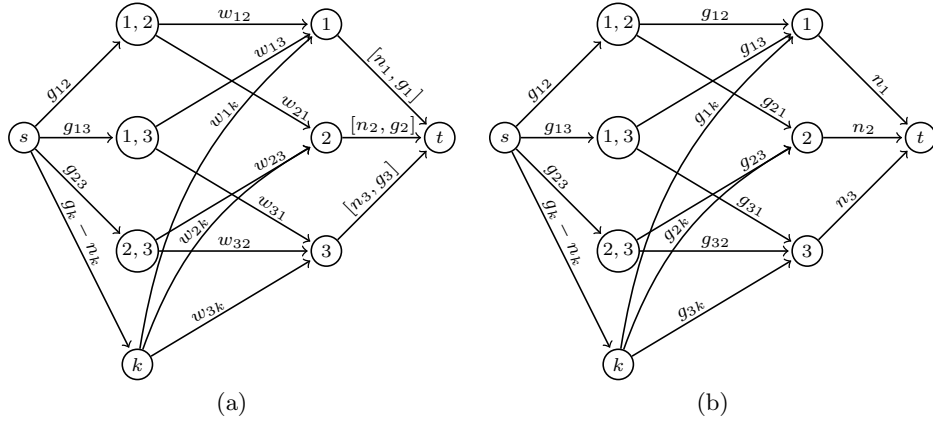 1, 2
w₁₂
1
g₁₂
w₁₃
w₂₁
[n₁, g₁]
s
g₁₃
1, 3
w₁ₖ
2
[n₂, g₂]
t
g₂₃
w₂₃
w₃₁
[n₃, g₃]
gₖ − nₖ
2, 3
w₂ₖ
w₃₂
3
w₃ₖ
k
(a)
1, 2
g₁₂
1
g₁₂
g₁₃
g₂₁
n₁
s
g₁₃
1, 3
g₁ₖ
2
n₂
t
g₂₃
g₂₃
g₃₁
n₃
gₖ − nₖ
2, 3
g₂ₖ
g₃₂
3
g₃ₖ
k
(b)